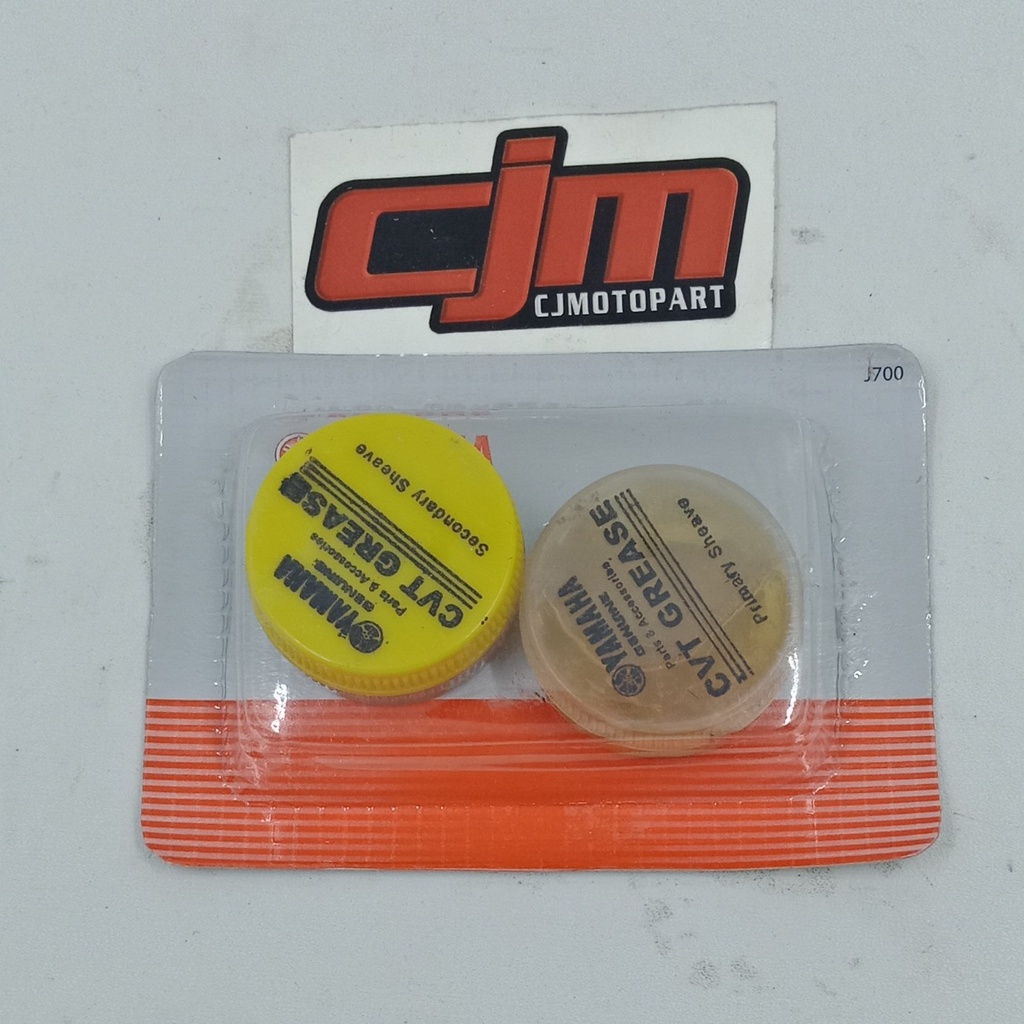 cjm
CJMOTOPART
J700
YAMAHA
GENUINE
Parts & Accessories
CVT GREASE
Secondary Sheave
YAMAHA
GENUINE
Parts & Accessories
CVT GREASE
Primary Sheave